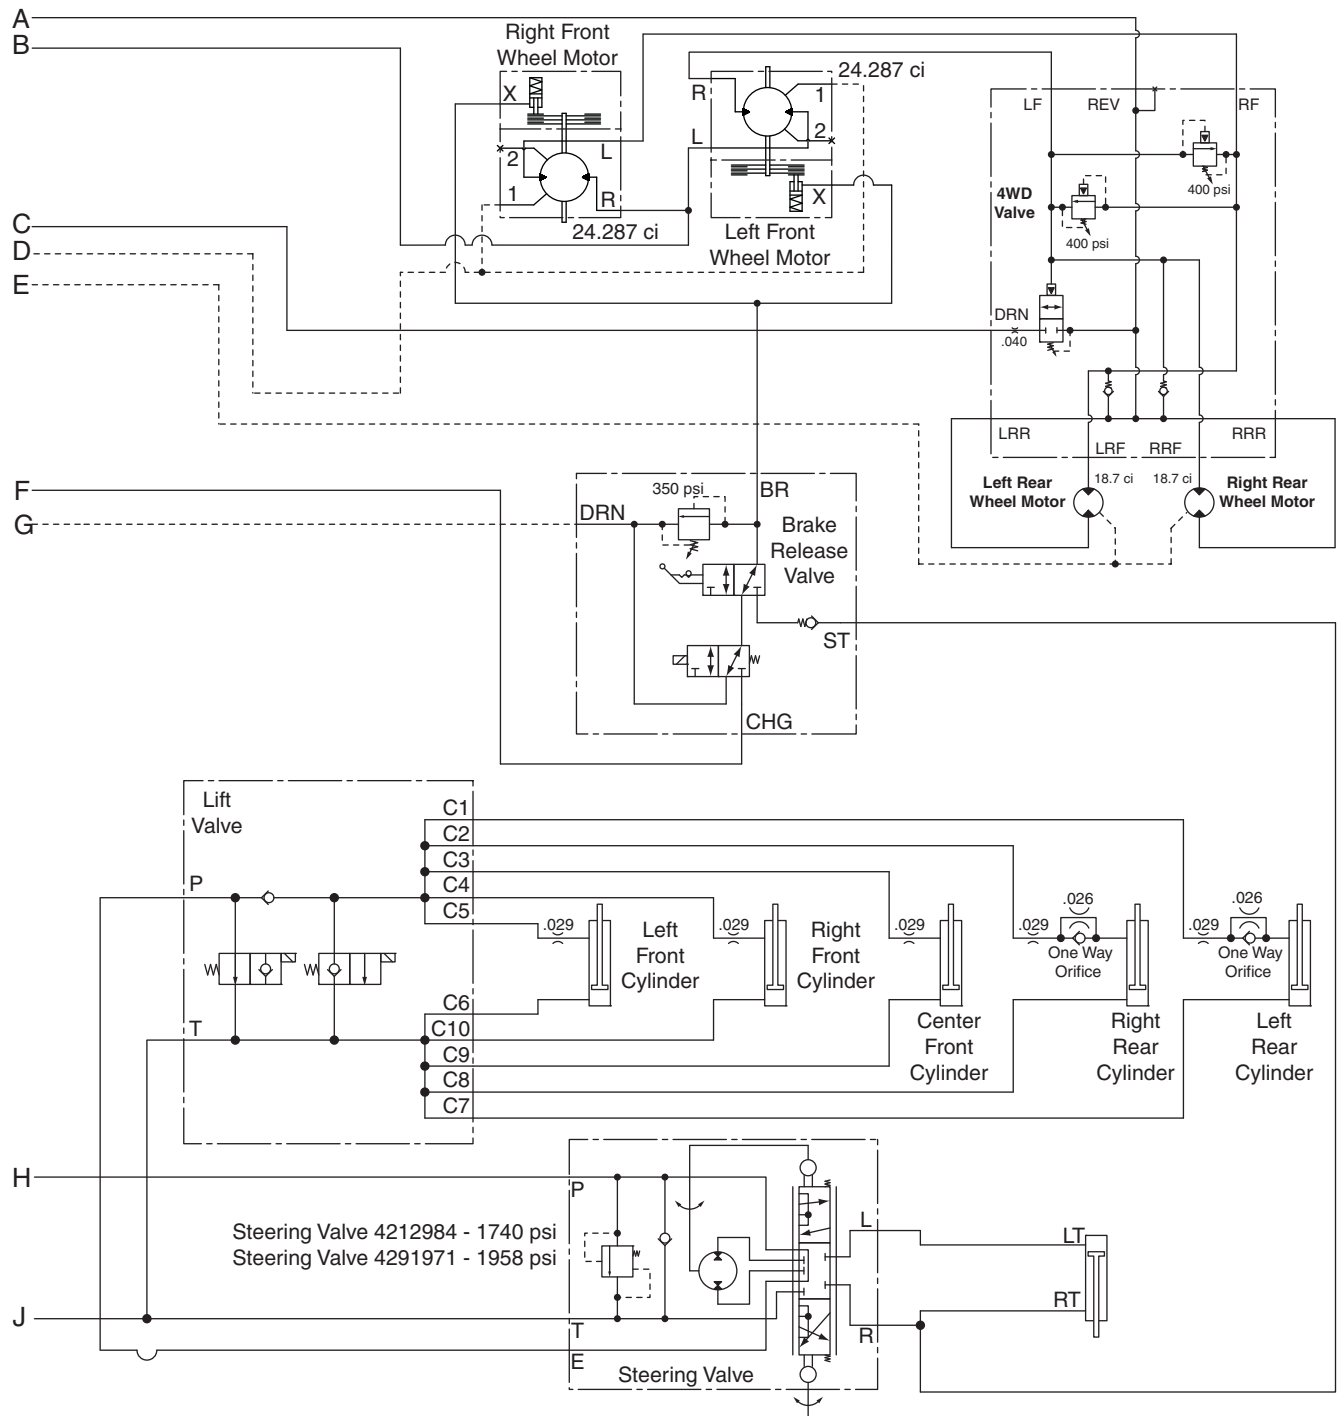 A
B
Right Front
Wheel Motor
24.287 ci
X
R
1
LF
REV
RF
2
L
L
2
1
R
X
400 psi
4WD
Valve
C
24.287 ci
Left Front
Wheel Motor
400 psi
D
E
DRN
.040
LRR
RRR
LRF
RRF
Left Rear
Wheel Motor
18.7 ci
18.7 ci
Right Rear
Wheel Motor
F
350 psi
BR
G
DRN
Brake
Release
Valve
ST
CHG
Lift
Valve
C1
C2
C3
P
C4
C5
.029
Left
Front
Cylinder
.029
Right
Front
Cylinder
.029
.029
.026
One Way
Orifice
.029
.026
One Way
Orifice
C6
T
C10
C9
C8
C7
Center
Front
Cylinder
Right
Rear
Cylinder
Left
Rear
Cylinder
H
P
Steering Valve 4212984 - 1740 psi
Steering Valve 4291971 - 1958 psi
L
LT
RT
J
T
R
E
Steering Valve